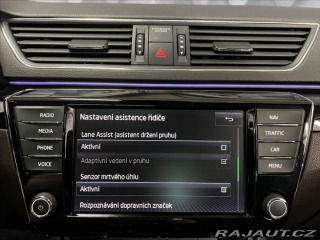 RADIO
MEDIA
PHONE
VOICE
Nastavení asistence řidiče
Lane Assist (asistent držení pruhu)
Aktivní
Adaptivní vedení v pruhu
Senzor mrtvého úhlu
Aktivní
Rozpoznávání dopravních značek
NAV
TRAFFIC
CAR
MENU
RAJAUT.CZ